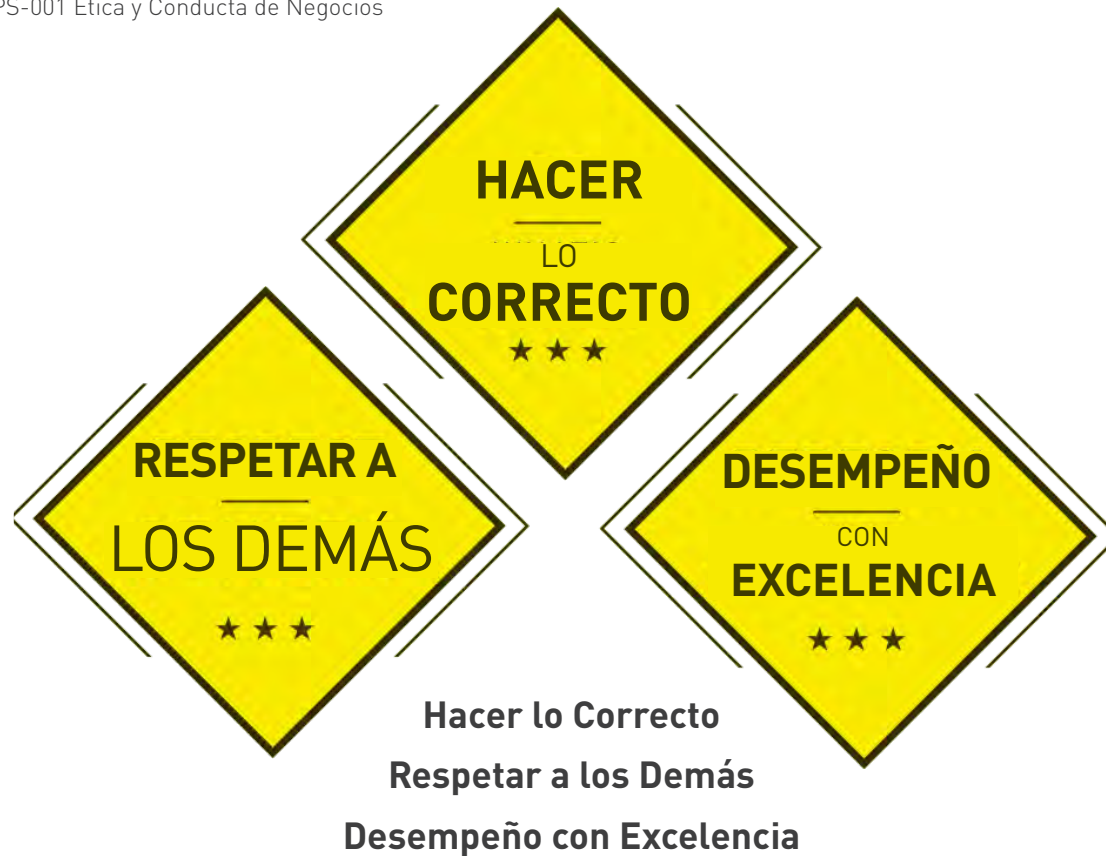 PS-001 Ética y Conducta de Negocios
HACER
LO
CORRECTO
★ ★ ★
RESPETAR A
LOS DEMÁS
★ ★ ★
DESEMPEÑO
CON
EXCELENCIA
★ ★ ★
Hacer lo Correcto
Respetar a los Demás
Desempeño con Excelencia